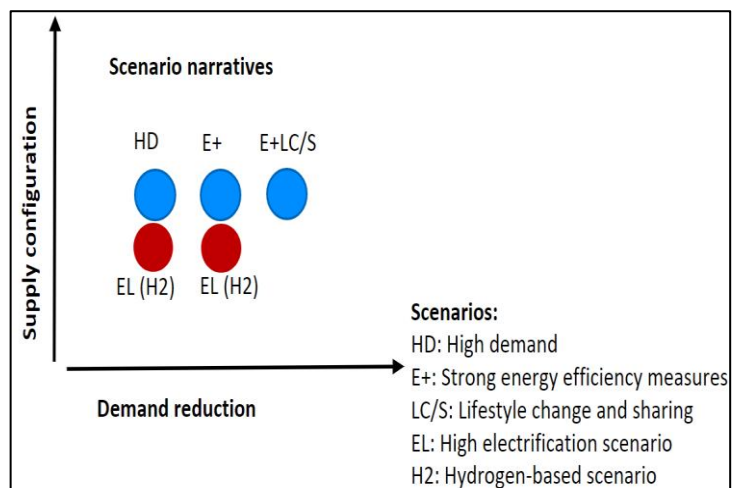 Supply configuration
Scenario narratives
HD E+ E+LC/S
EL (H2) EL (H2)
Demand reduction
Scenarios:
HD: High demand
E+: Strong energy efficiency measures
LC/S: Lifestyle change and sharing
EL: High electrification scenario
H2: Hydrogen-based scenario